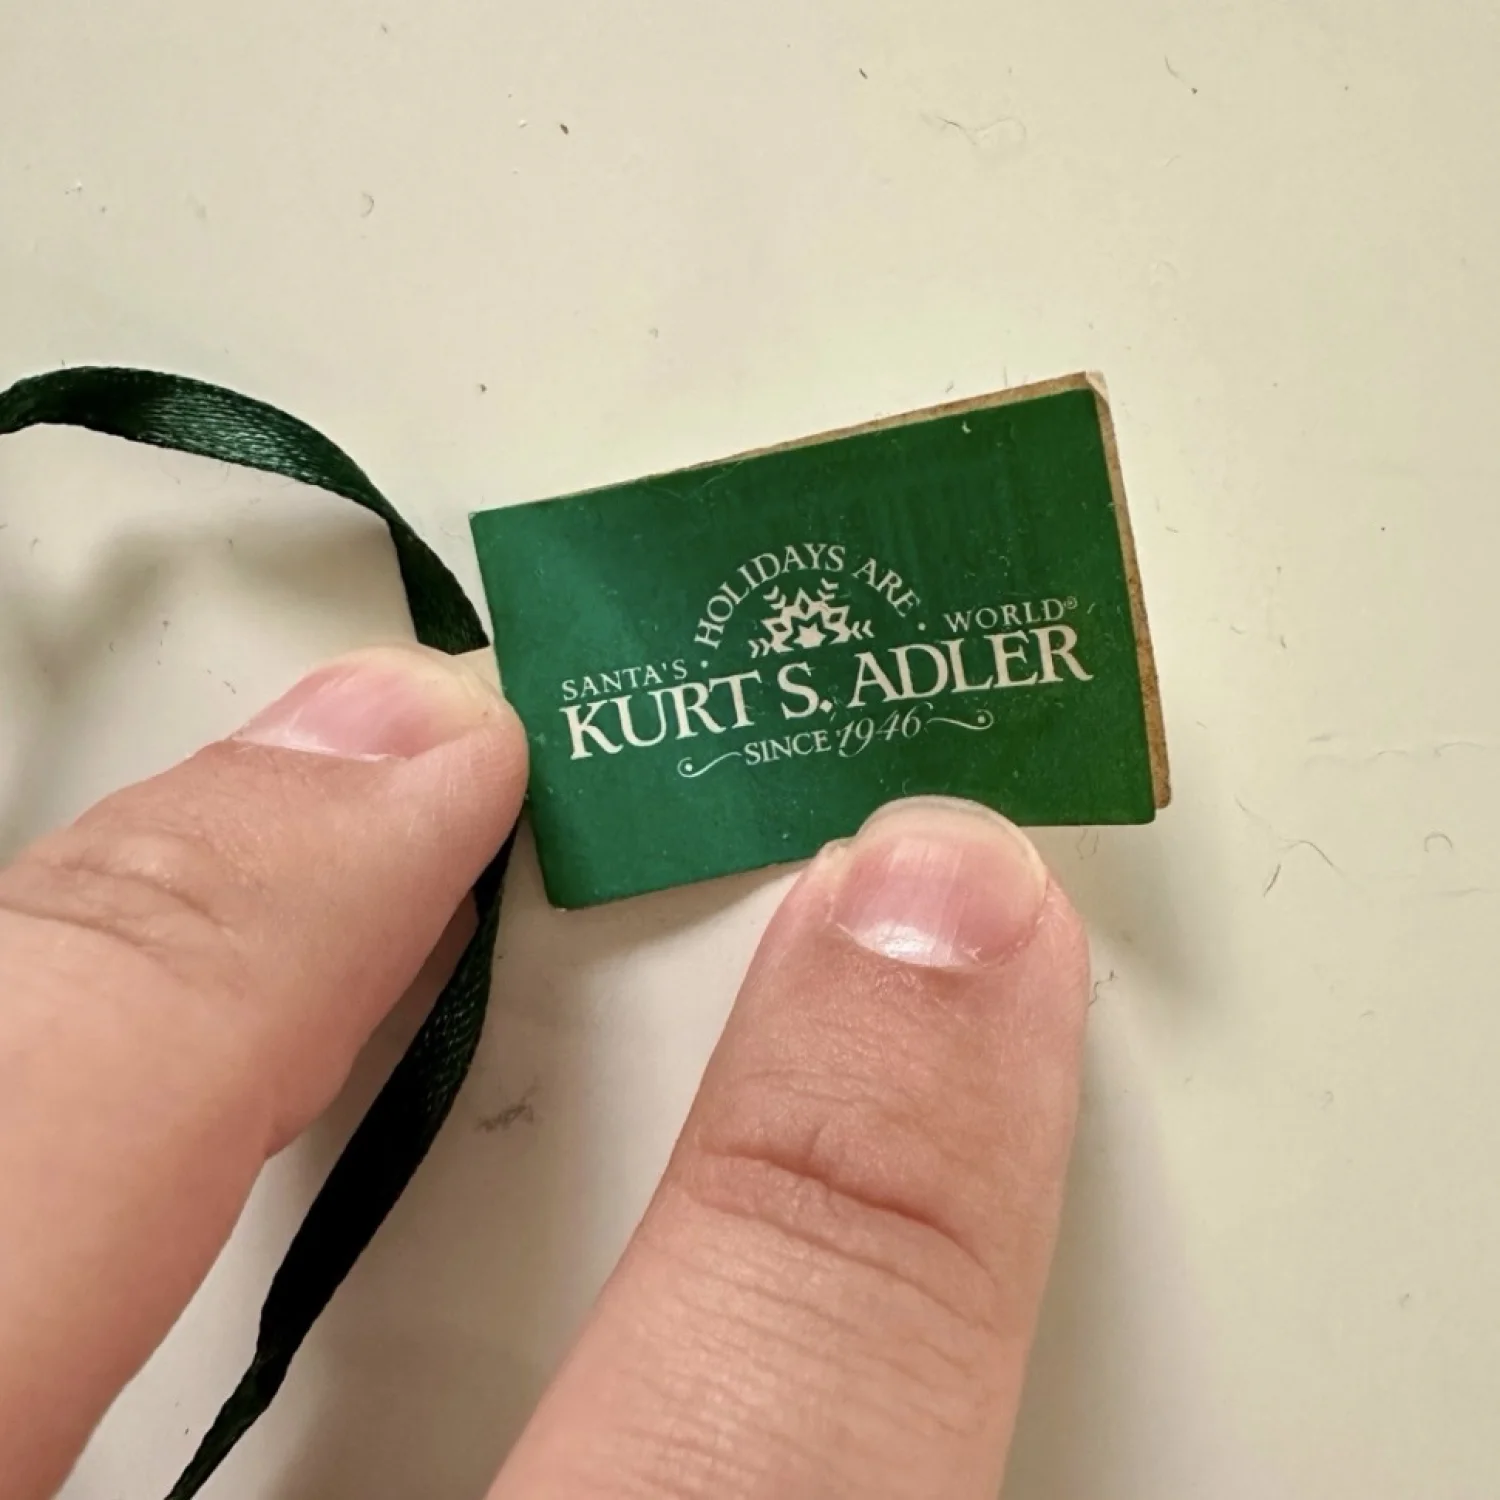 HOLIDAYS ARE
SANTA'S · · WORLD®
KURT S. ADLER
SINCE 1946